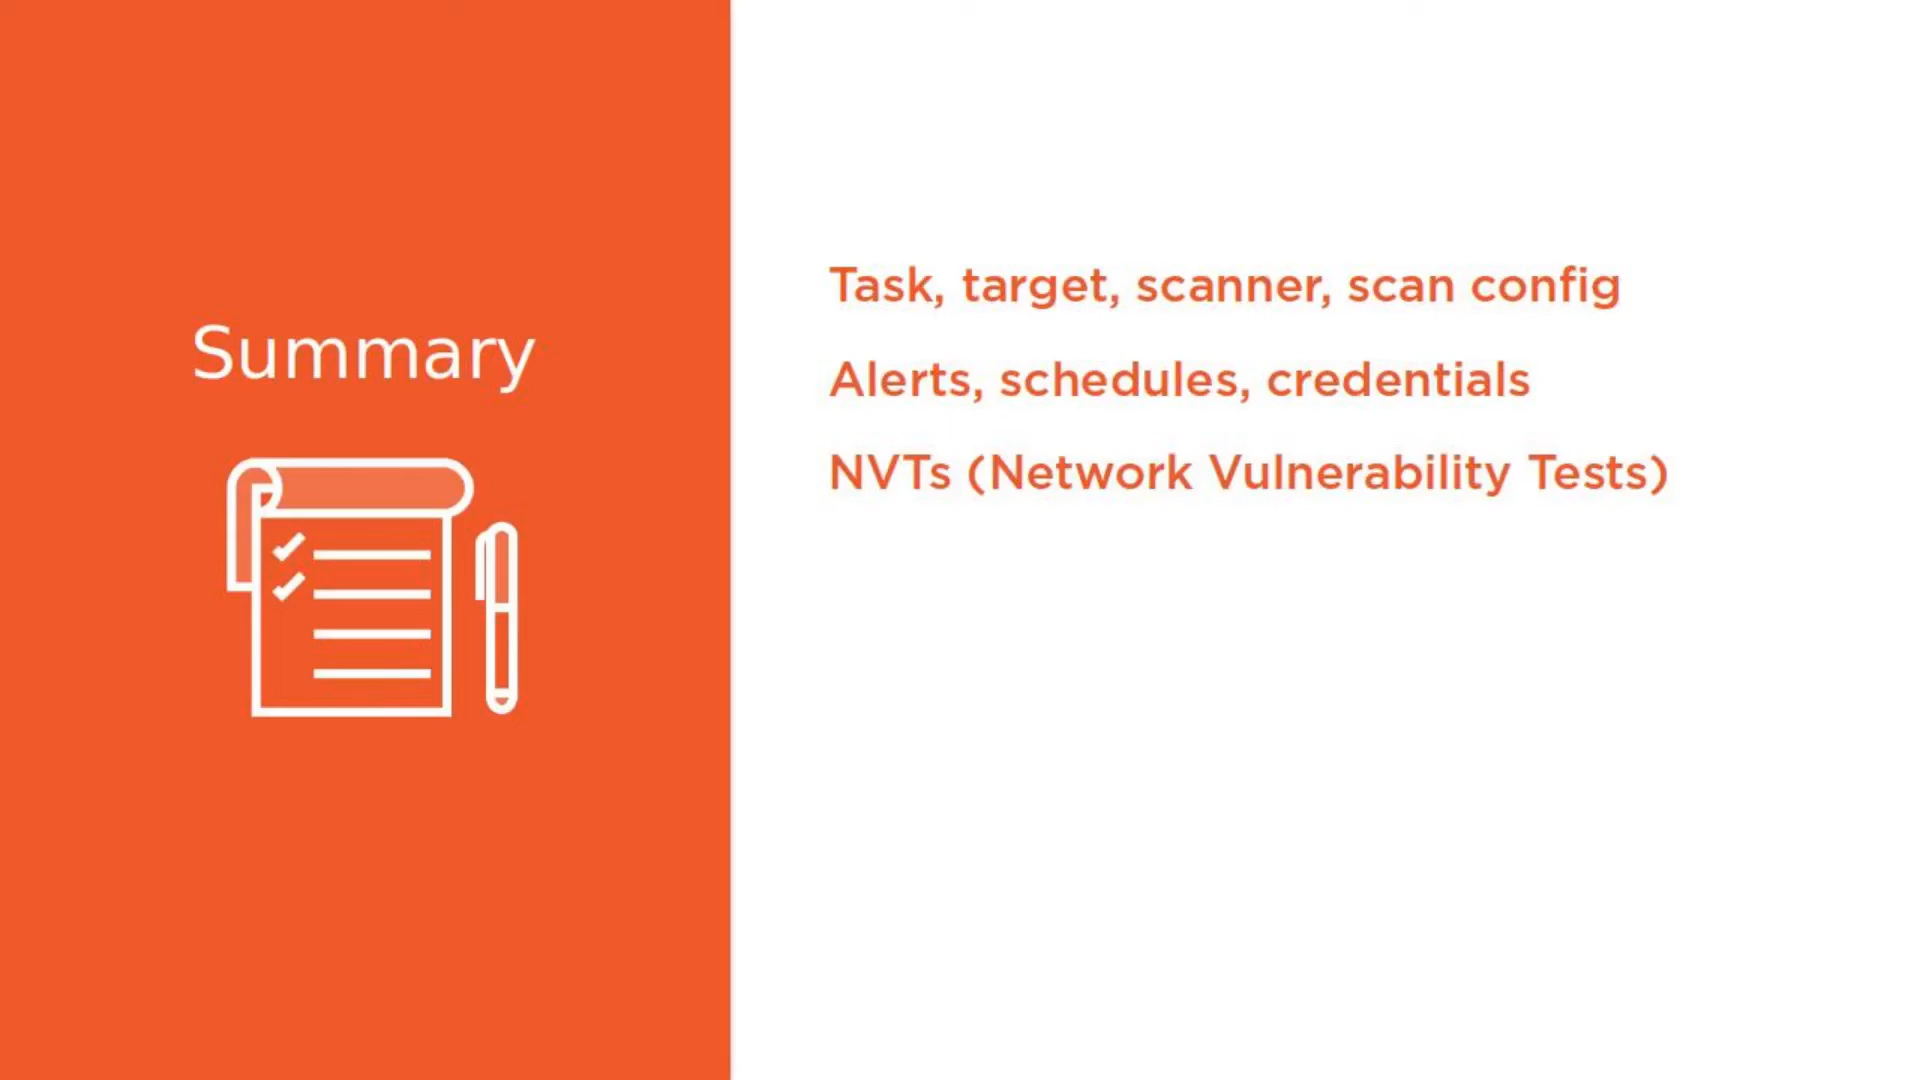 Summary
Task, target, scanner, scan config
Alerts, schedules, credentials
NVTs (Network Vulnerability Tests)